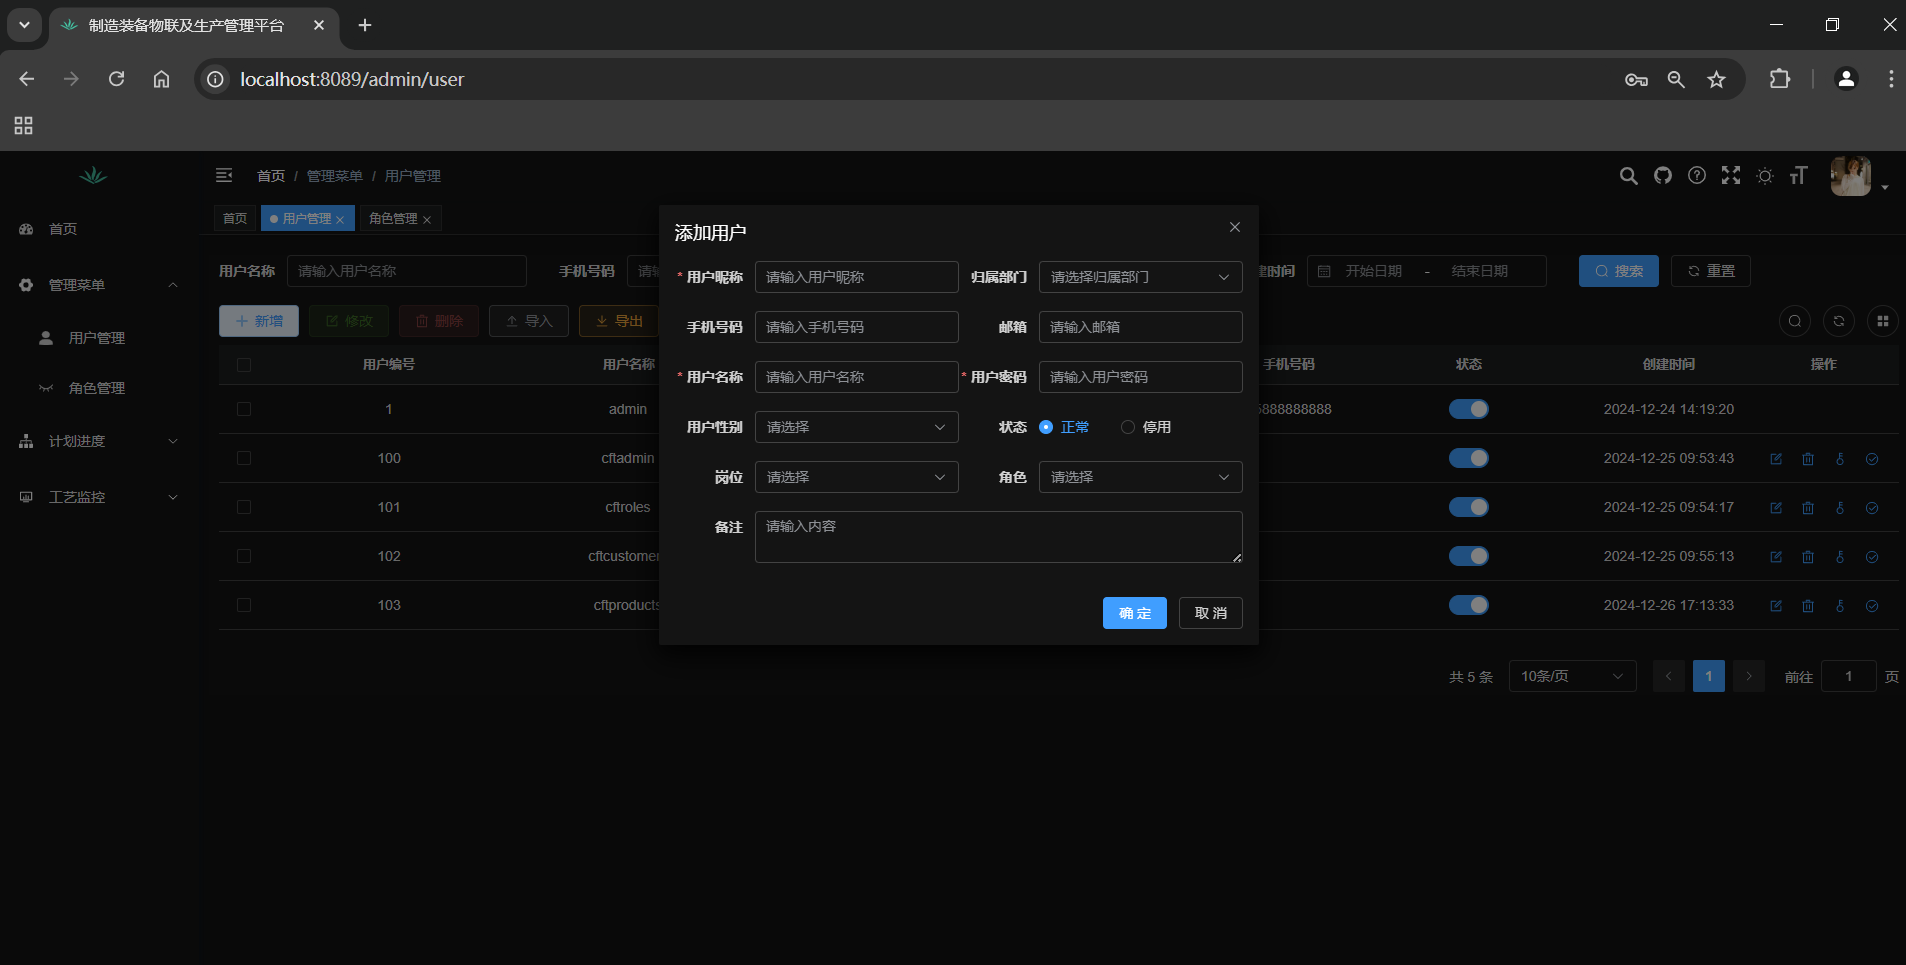 制造装备物联及生产管理平台
localhost:8089/admin/user
首页 / 管理菜单 / 用户管理
首页
用户管理
角色管理
首页
管理菜单
用户管理
角色管理
计划进度
工艺监控
用户名称 请输入用户名称 手机号码 请 时间 开始日期 - 结束日期 搜索 重置
新增 修改 删除 导入 导出
用户编号 用户名称 手机号码 状态 创建时间 操作
1 admin 888888888 2024-12-24 14:19:20
100 cftadmin 2024-12-25 09:53:43
101 cftroles 2024-12-25 09:54:17
102 cftcustomer 2024-12-25 09:55:13
103 cftproducts 2024-12-26 17:13:33
共 5 条 10条/页 1 前往 1 页
添加用户
* 用户昵称 请输入用户昵称 归属部门 请选择归属部门
手机号码 请输入手机号码 邮箱 请输入邮箱
* 用户名称 请输入用户名称 * 用户密码 请输入用户密码
用户性别 请选择 状态 正常 停用
岗位 请选择 角色 请选择
备注 请输入内容
确 定 取 消